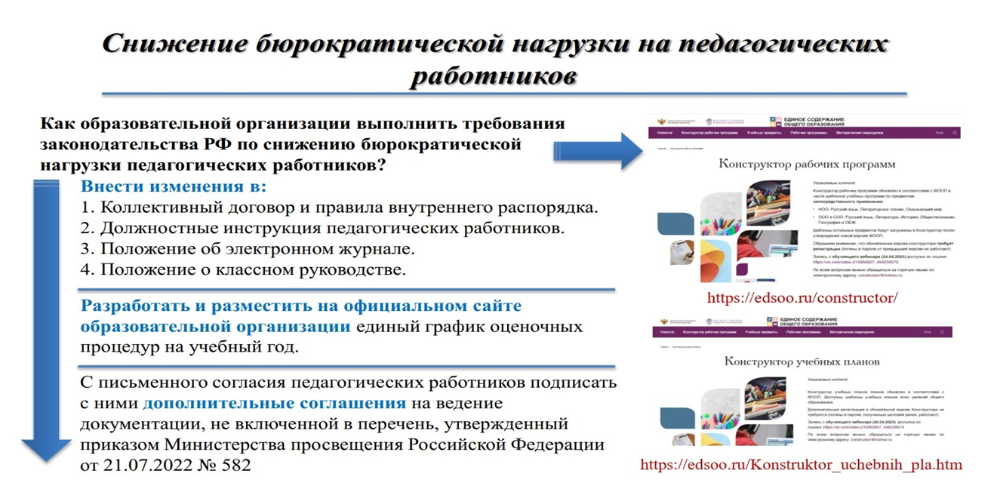 Снижение бюрократической нагрузки на педагогических
работников
Как образовательной организации выполнить требования
законодательства РФ по снижению бюрократической
нагрузки педагогических работников?
Внести изменения в:
1. Коллективный договор и правила внутреннего распорядка.
2. Должностные инструкция педагогических работников.
3. Положение об электронном журнале.
4. Положение о классном руководстве.
Разработать и разместить на официальном сайте
образовательной организации единый график оценочных
процедур на учебный год.
С письменного согласия педагогических работников подписать
с ними дополнительные соглашения на ведение
документации, не включенной в перечень, утвержденный
приказом Министерства просвещения Российской Федерации
от 21.07.2022 № 582
ЕДИНОЕ СОДЕРЖАНИЕ
ОБЩЕГО ОБРАЗОВАНИЯ
Новости Конструктор рабочих программ Учебные предметы Рабочие программы Методические видеоуроки
Конструктор рабочих программ
Уважаемые коллеги!
Конструктор рабочих программ обновлен в соответствии с ФООП в
части шаблонов учебных программ по предметам
непосредственного применения:
• НОО: Русский язык, Литературное чтение, Окружающий мир
• ООО и СОО: Русский язык, Литература, История, Обществознание,
География и ОБЖ
Шаблоны остальных предметов будут загружены в Конструктор после
утверждения новой версии ФООП.
Обращаем внимание, что обновленная версия конструктора требует
регистрации (логины и пароли от предыдущей версии не работают)
Запись с обучающего вебинара (24.04.2023) доступна по ссылке
https://vk.com/video-215962627_456239072
По всем вопросам можно обращаться на горячую линию по
электронному адресу constructor@instrao.ru
https://edsoo.ru/constructor/
ЕДИНОЕ СОДЕРЖАНИЕ
ОБЩЕГО ОБРАЗОВАНИЯ
Новости Конструктор рабочих программ Учебные предметы Рабочие программы Методические видеоуроки
Конструктор учебных планов
Уважаемые коллеги!
Конструктор учебных планов планов обновлен в соответствии с
ФООП. Доступны шаблоны учебных планов всех уровней общего
образования.
Дополнительная регистрация в обновлённой версии Конструктора не
требуется (логины и пароли, полученные школами ранее, работают).
Запись с обучающего вебинара (26.04.2023) доступна по
ссылке https://vk.com/video-215962627_456239074
По всем вопросам можно обращаться на горячую линию по
электронному адресу constructor@instrao.ru
https://edsoo.ru/Konstruktor_uchebnih_pla.htm